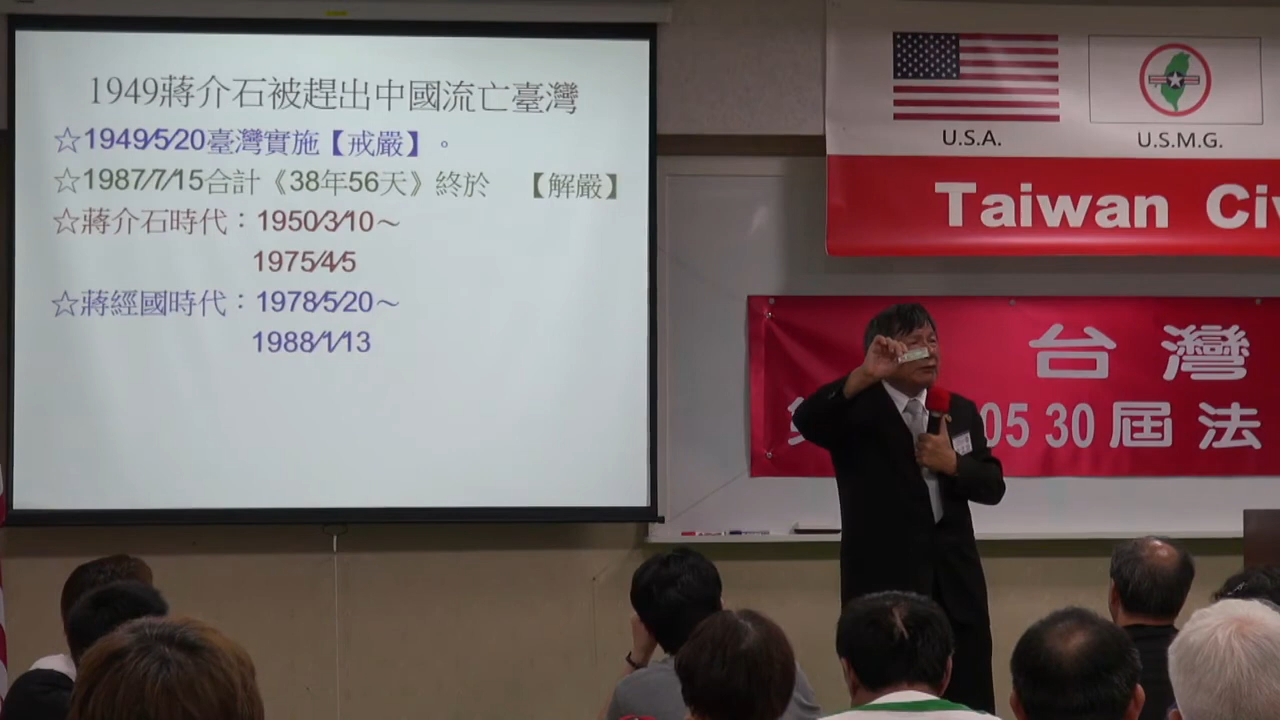 1949蔣介石被趕出中國流亡臺灣
☆1949/5/20臺灣實施【戒嚴】。
☆1987/7/15合計《38年56天》終於 【解嚴】
☆蔣介石時代：1950/3/10～
1975/4/5
☆蔣經國時代：1978/5/20～
1988/1/13
U.S.A.
U.S.M.G.
Taiwan Civ
台灣
05 30屆法